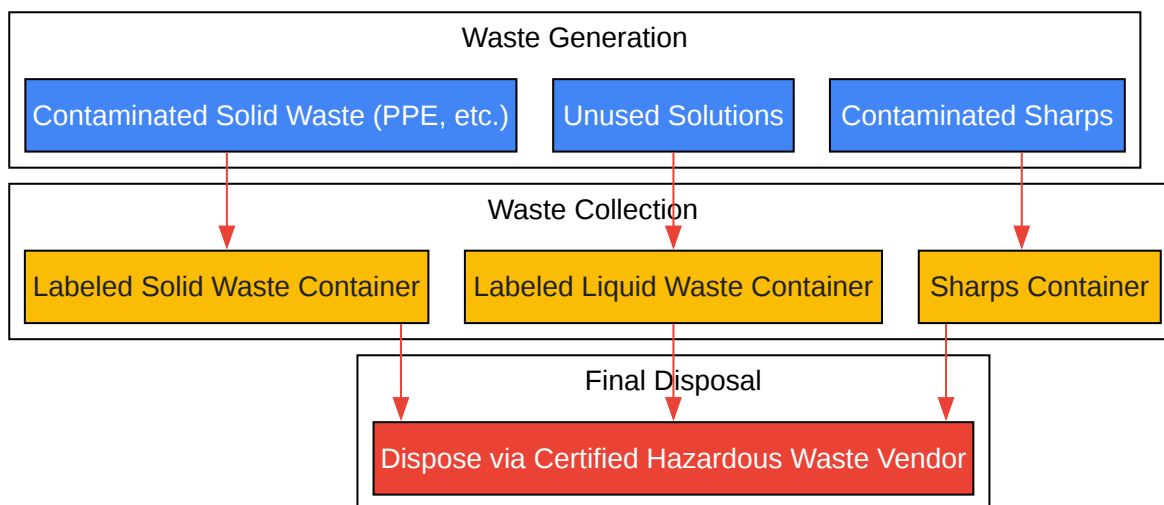 Waste Generation
Contaminated Solid Waste (PPE, etc.)
Unused Solutions
Contaminated Sharps
Waste Collection
Labeled Solid Waste Container
Labeled Liquid Waste Container
Sharps Container
Final Disposal
Dispose via Certified Hazardous Waste Vendor